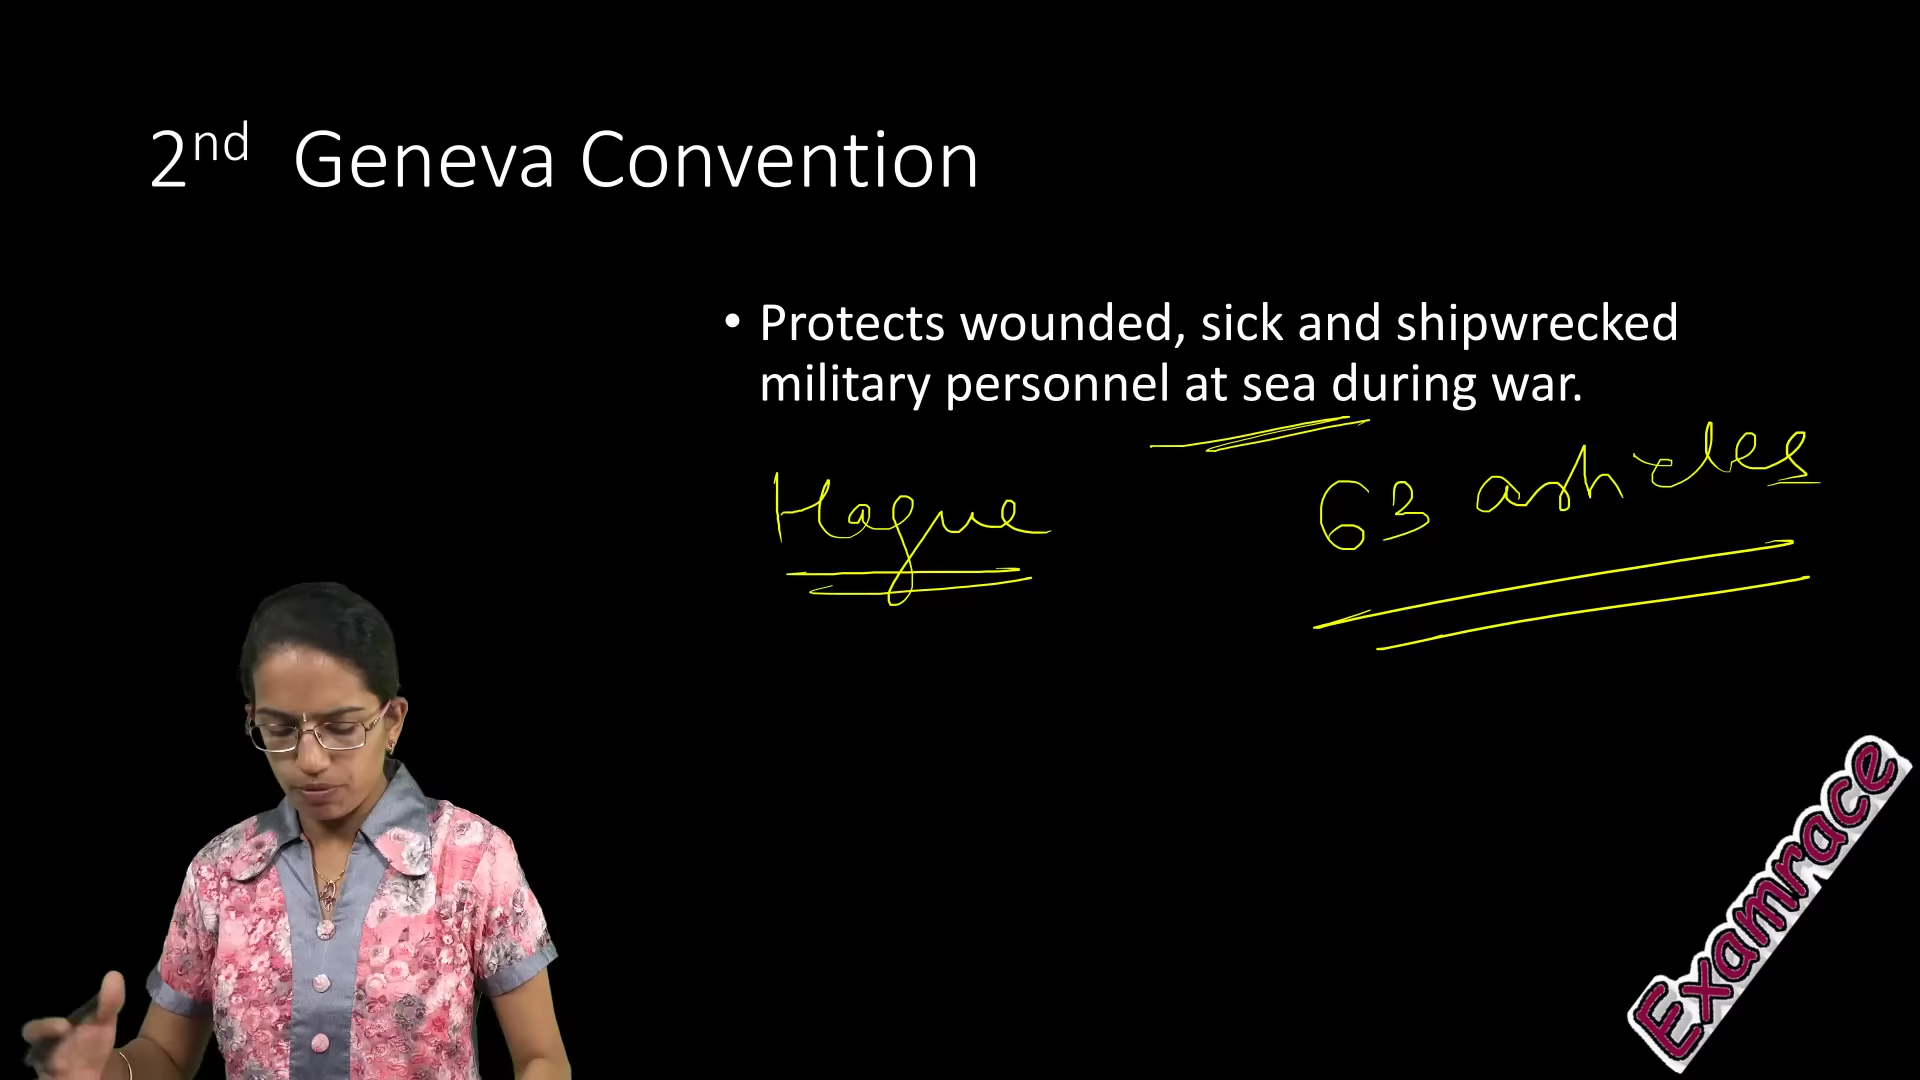 2nd Geneva Convention
• Protects wounded, sick and shipwrecked
military personnel at sea during war.
Hague
63 articles
Examrace